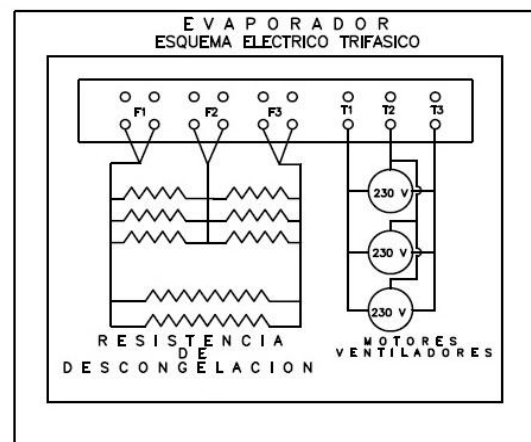 EVAPORADOR
ESQUEMA ELECTRICO TRIFASICO
F1 F2 F3 T1 T2 T3
230 V
230 V
230 V
RESISTENCIA
DE
DESCONGELACION
MOTORES
VENTILADORES